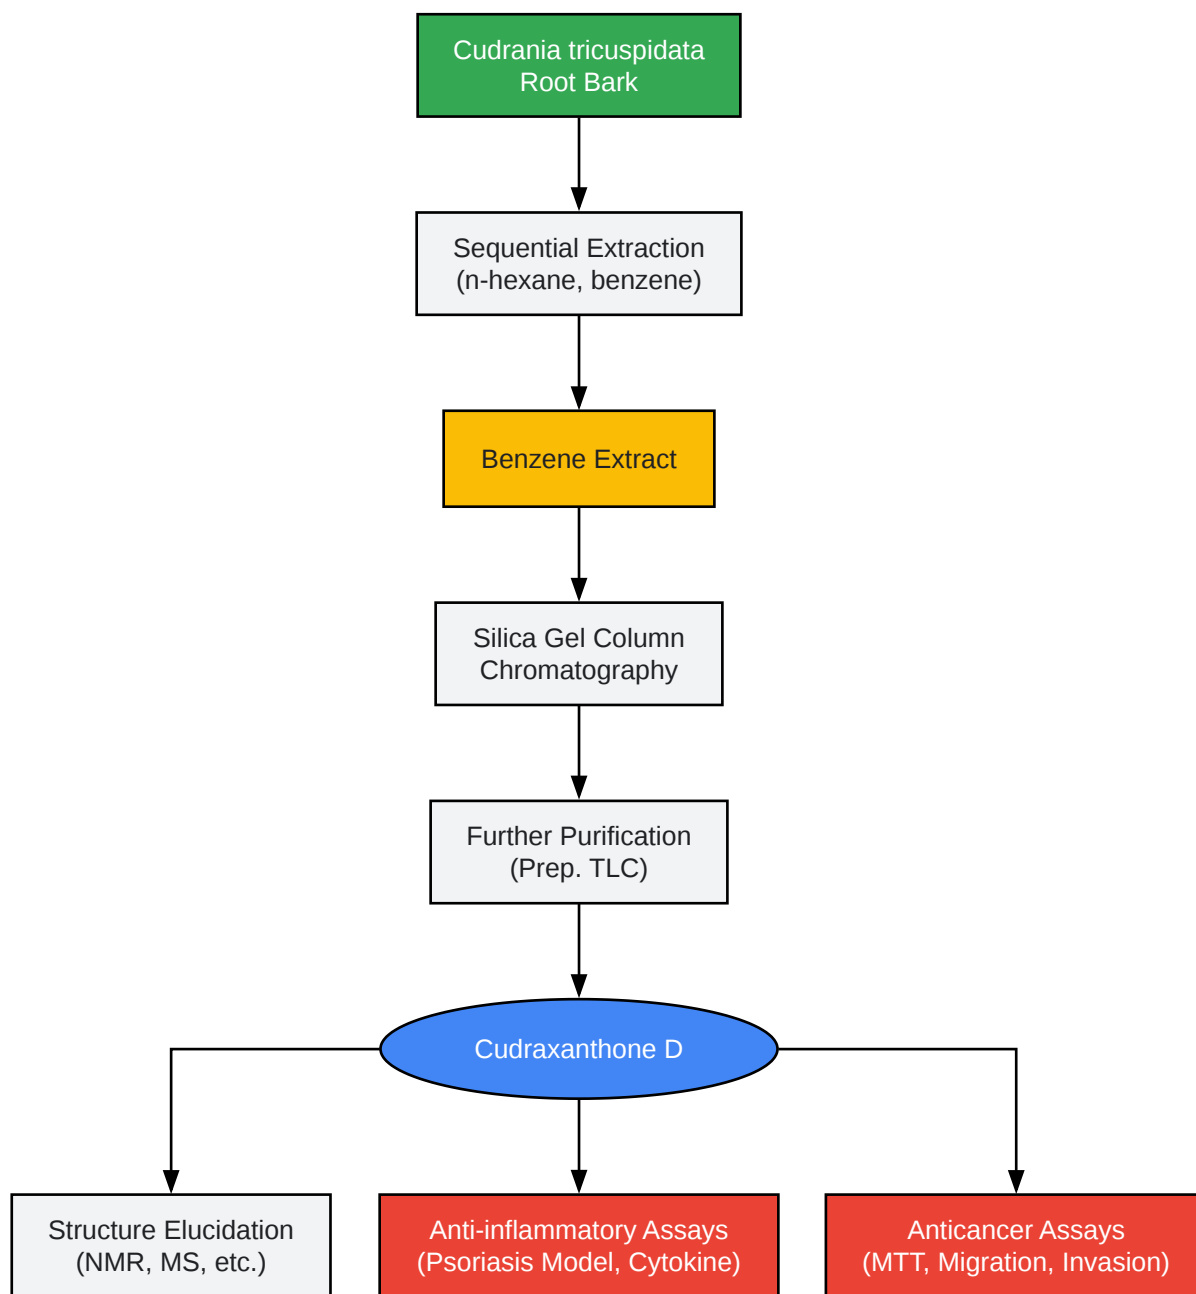 Cudrania tricuspidata
Root Bark
Sequential Extraction
(n-hexane, benzene)
Benzene Extract
Silica Gel Column
Chromatography
Further Purification
(Prep. TLC)
Cudraxanthone D
Structure Elucidation
(NMR, MS, etc.)
Anti-inflammatory Assays
(Psoriasis Model, Cytokine)
Anticancer Assays
(MTT, Migration, Invasion)